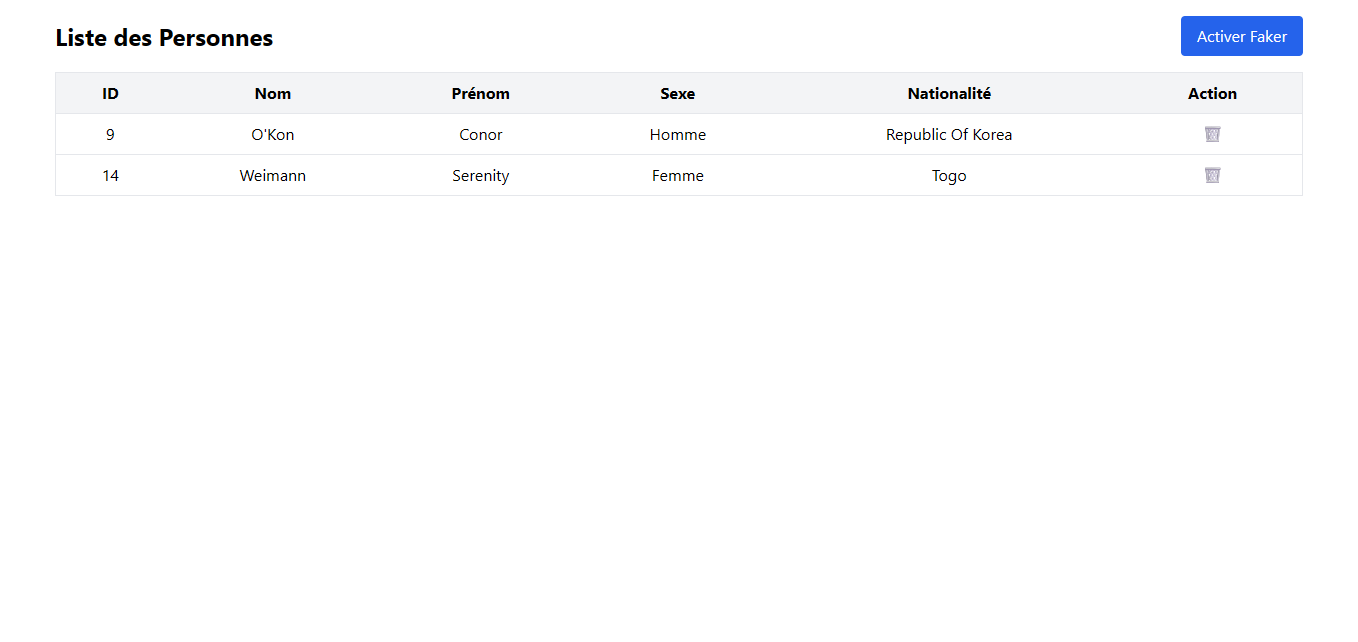 Liste des Personnes
Activer Faker
ID Nom Prénom Sexe Nationalité Action
9 O'Kon Conor Homme Republic Of Korea
14 Weimann Serenity Femme Togo